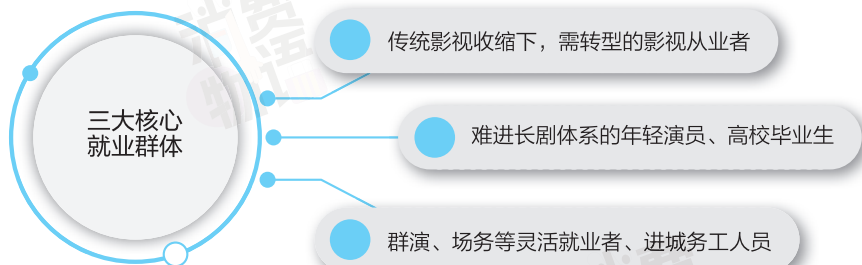 三大核心
就业群体
传统影视收缩下，需转型的影视从业者
难进长剧体系的年轻演员、高校毕业生
群演、场务等灵活就业者、进城务工人员